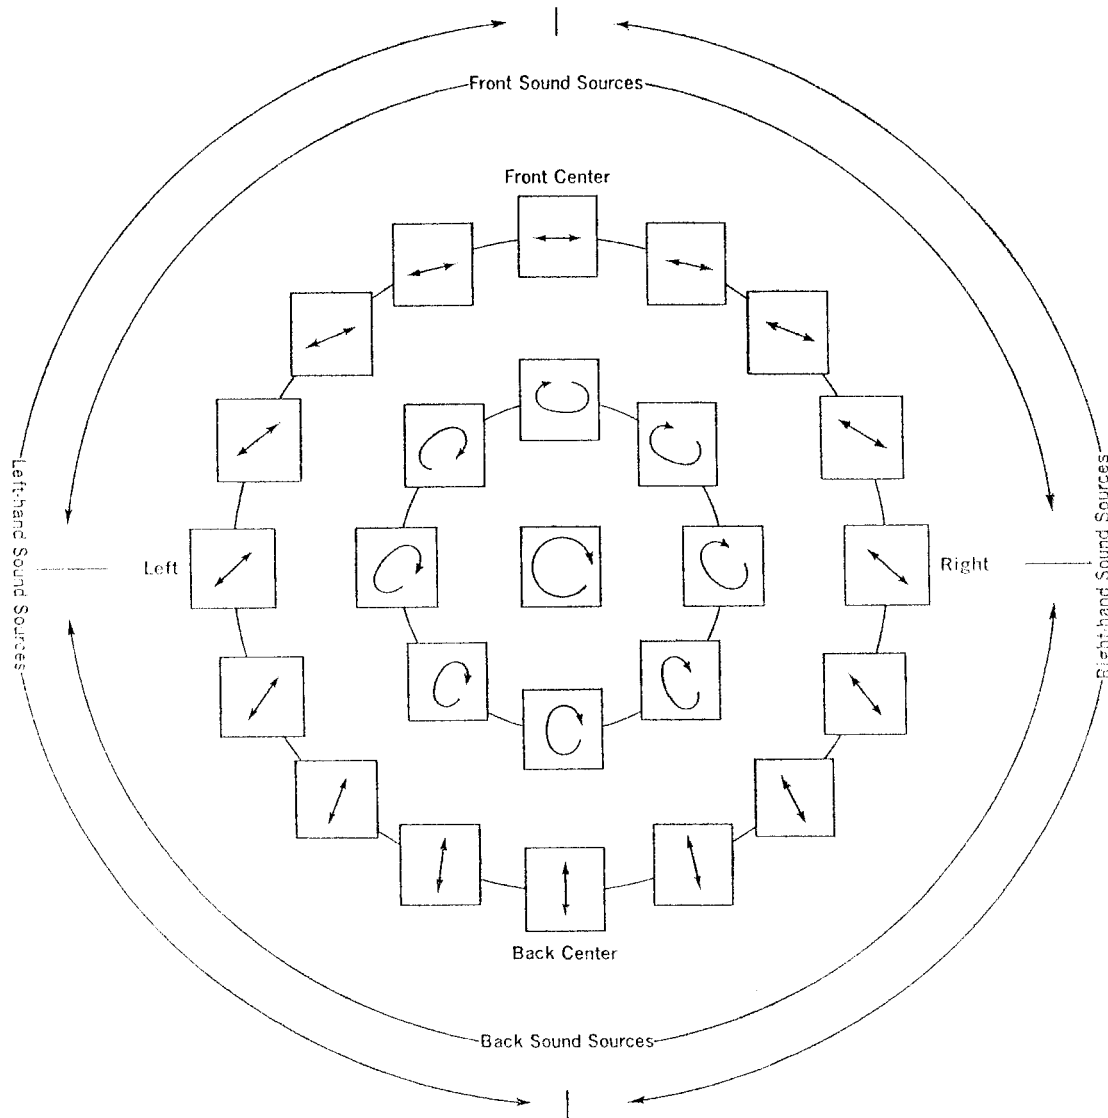 Front Sound Sources
Front Center
Left-hand Sound Sources
Left
Right
Right-hand Sound Sources
Back Center
Back Sound Sources